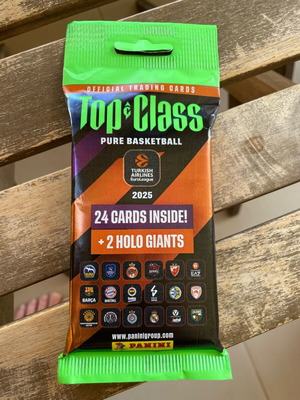 OFFICIAL TRADING CARDS
Top Class
PURE BASKETBALL
TURKISH
AIRLINES
EuroLeague
2025
24 CARDS INSIDE!
+ 2 HOLO GIANTS
BARÇA
www.paninigroup.com
PANINI